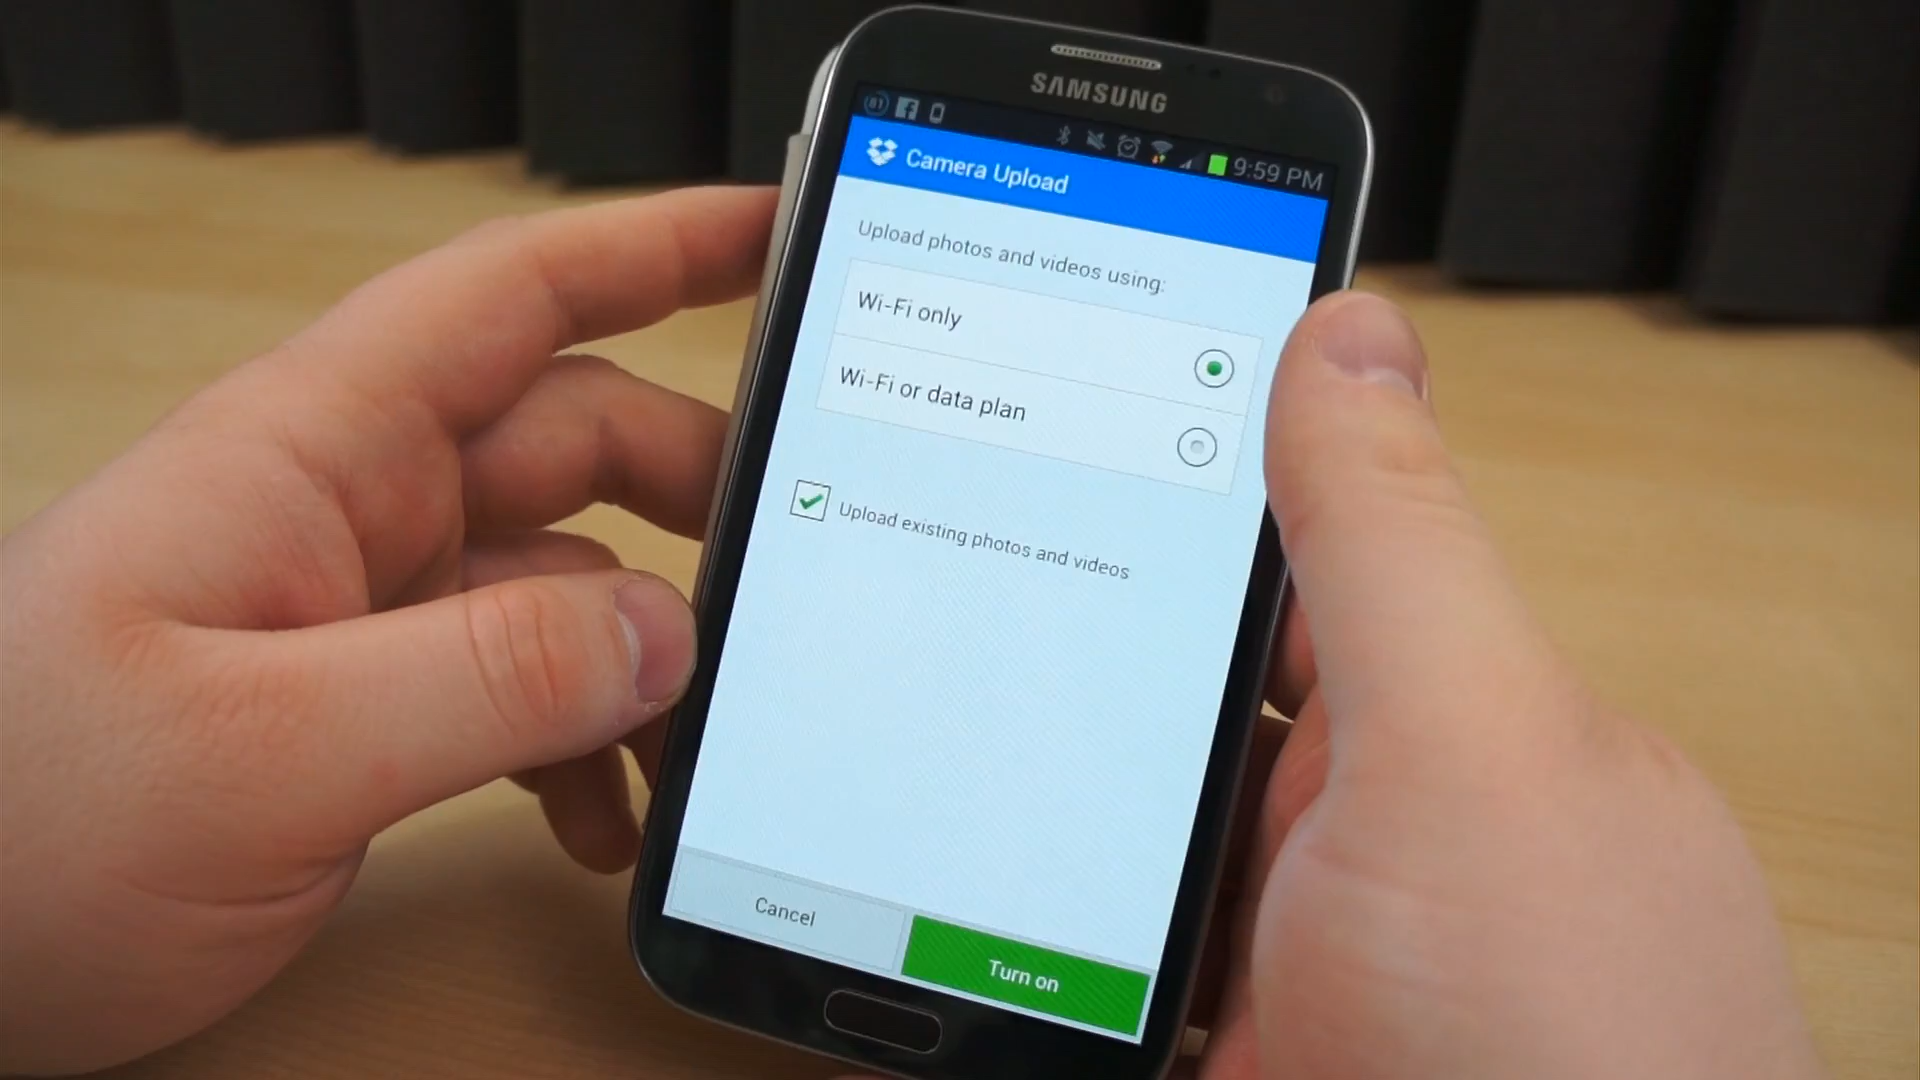 SAMSUNG
81
9:59 PM
Camera Upload
Upload photos and videos using:
Wi-Fi only
Wi-Fi or data plan
Upload existing photos and videos
Cancel
Turn on